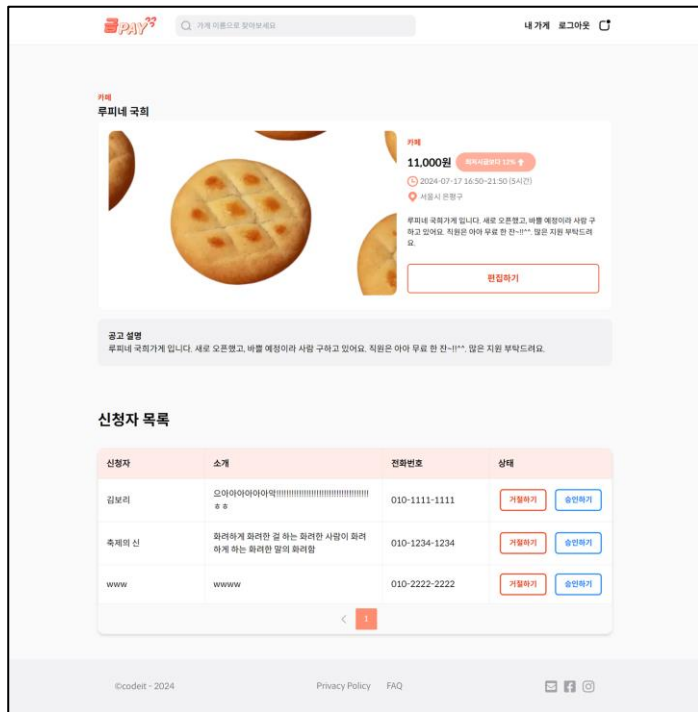 급PAY
가게 이름으로 찾아보세요
내 가게 로그아웃
카페
루피네 국희
카페
11,000원 최저시급보다 12%
2024-07-17 16:50~21:50 (5시간)
서울시 은평구
루피네 국희가게 입니다. 새로 오픈했고, 바쁠 예정이라 사람 구
하고 있어요. 직원은 아아 무료 한 잔~!!^^. 많은 지원 부탁드려
요.
편집하기
공고 설명
루피네 국희가게 입니다. 새로 오픈했고, 바쁠 예정이라 사람 구하고 있어요. 직원은 아아 무료 한 잔~!!^^. 많은 지원 부탁드려요.
신청자 목록
신청자 소개 전화번호 상태
김보리
ㅎㅎ
010-1111-1111 거절하기 승인하기
축제의 신 화려하게 화려한 걸 하는 화려한 사람이 화려
하게 하는 화려한 말의 화려함
010-1234-1234 거절하기 승인하기
www wwww 010-2222-2222 거절하기 승인하기
1
©codeit - 2024 Privacy Policy FAQ